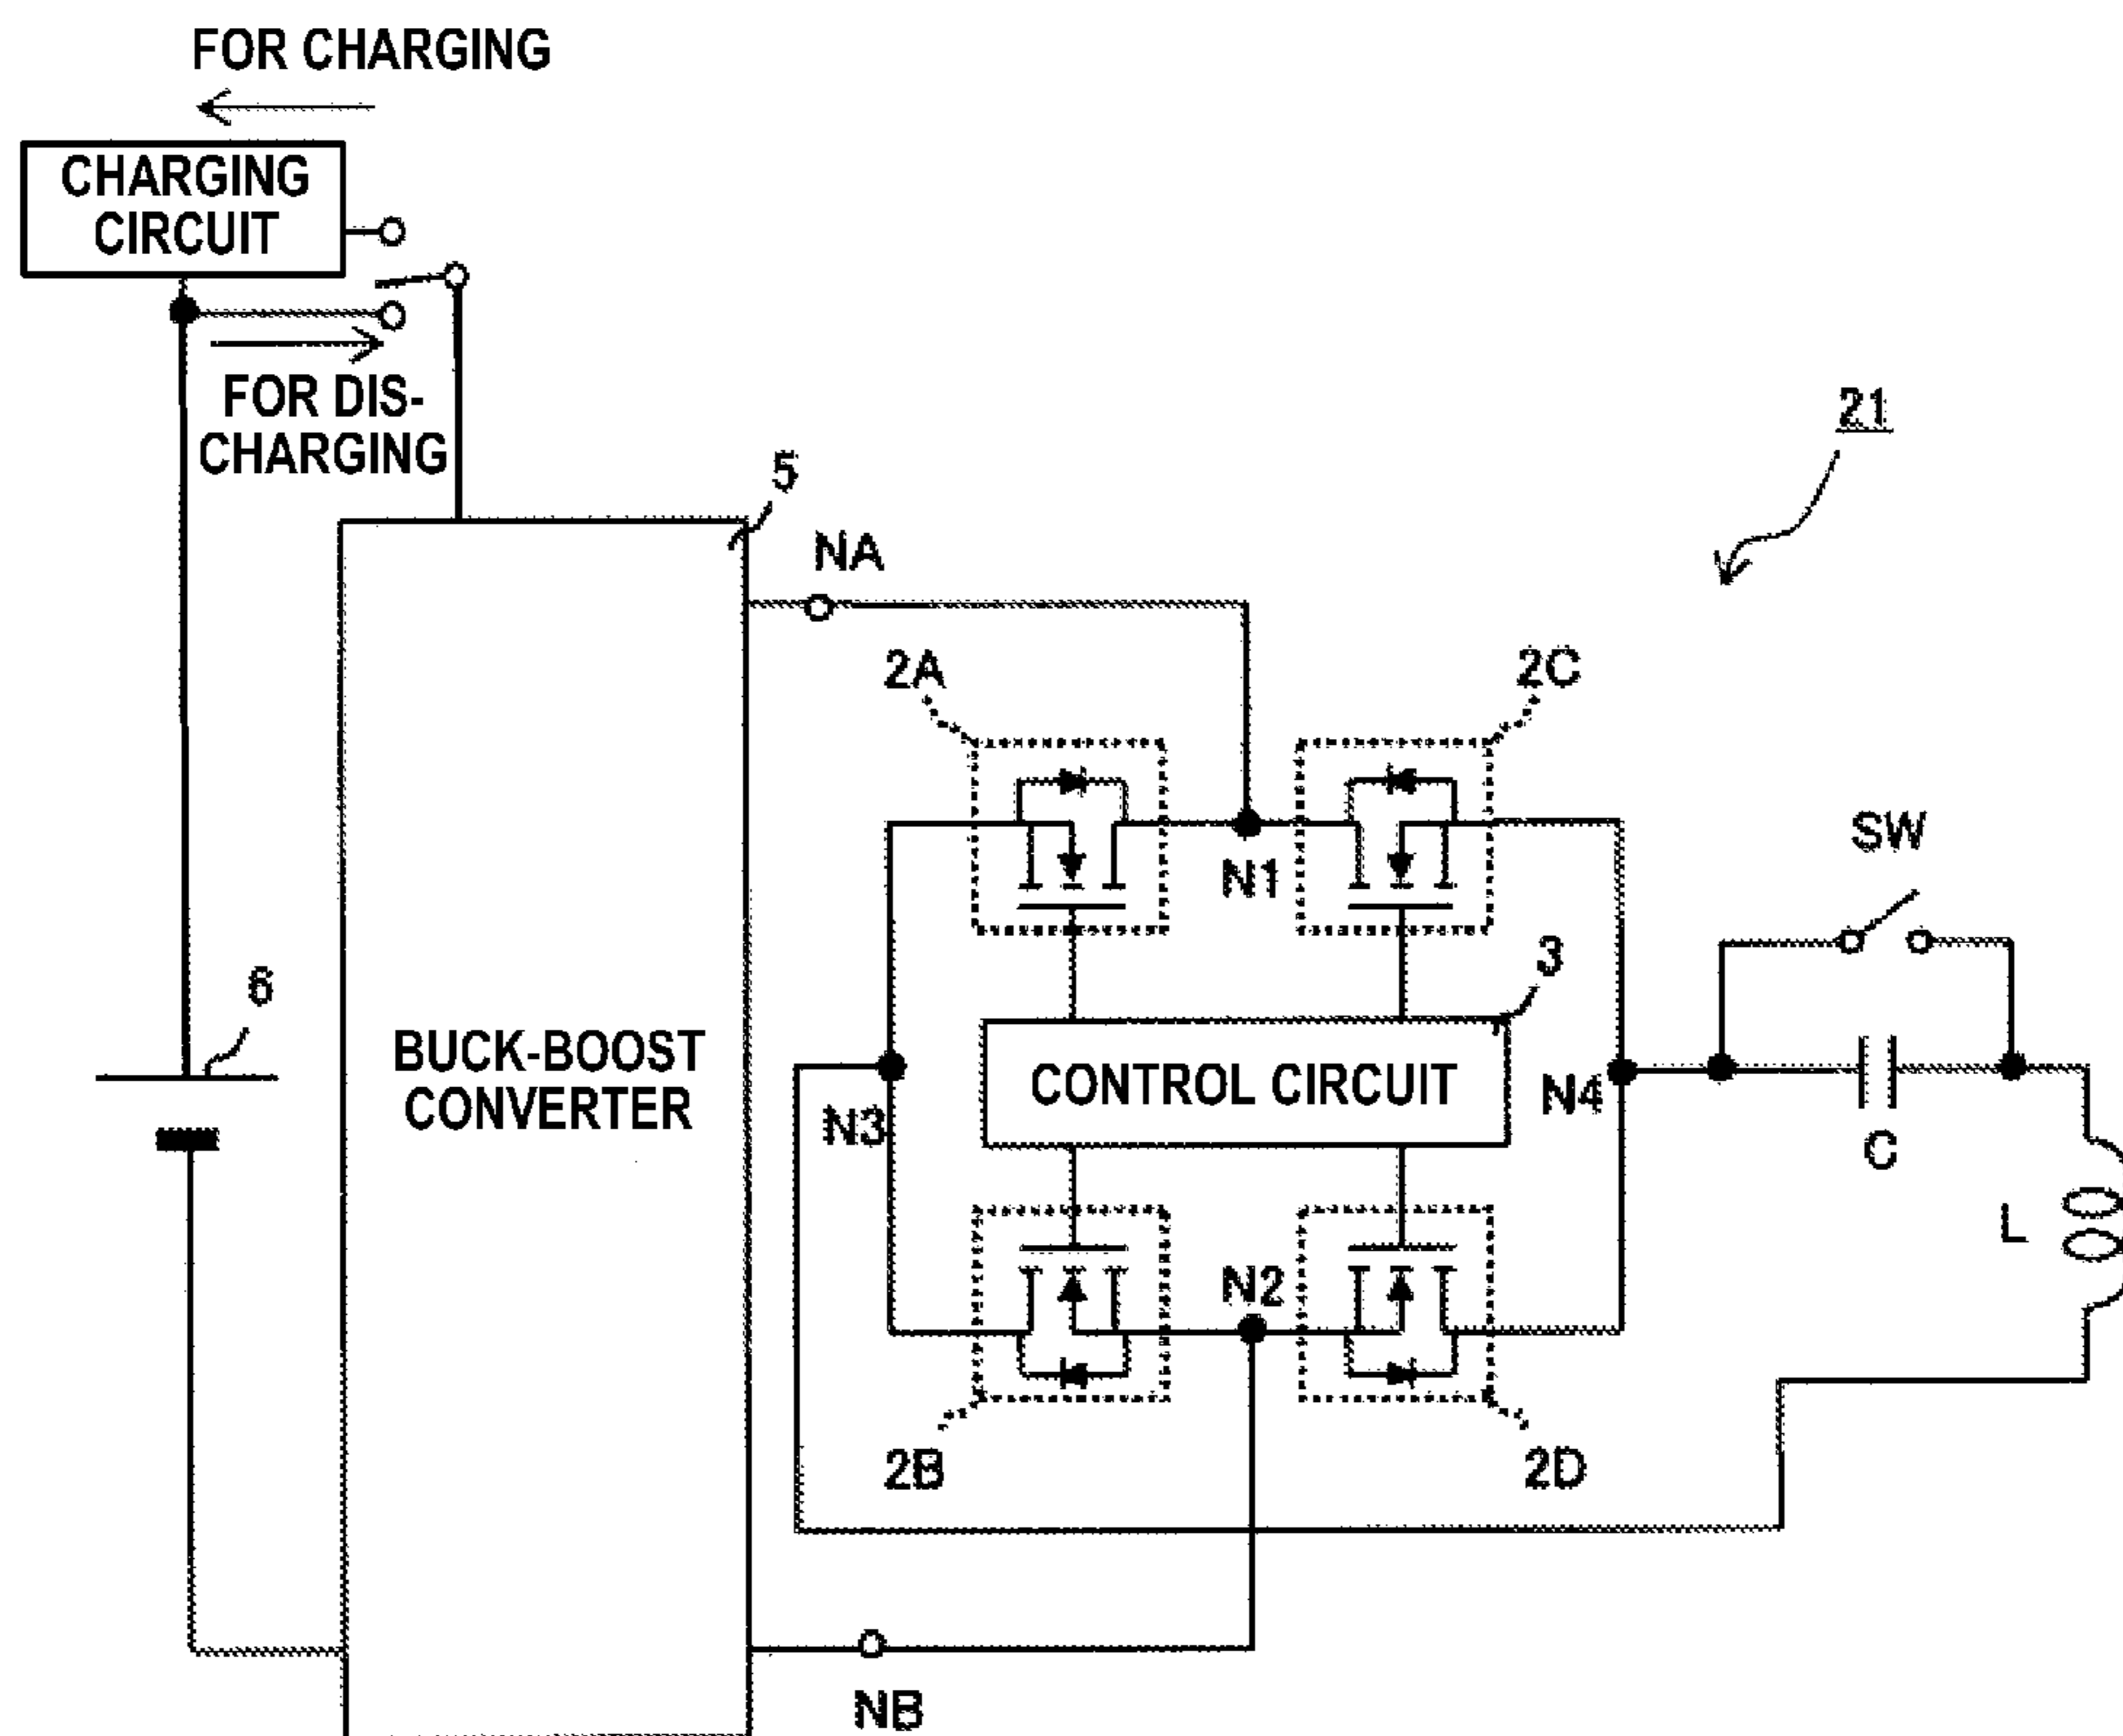 FOR CHARGING
CHARGING
CIRCUIT
FOR DIS-
CHARGING
21
5
NA
2A
2C
N1
SW
6
3
BUCK-BOOST
CONVERTER
CONTROL CIRCUIT
N3
N4
C
L
N2
2B
2D
NB